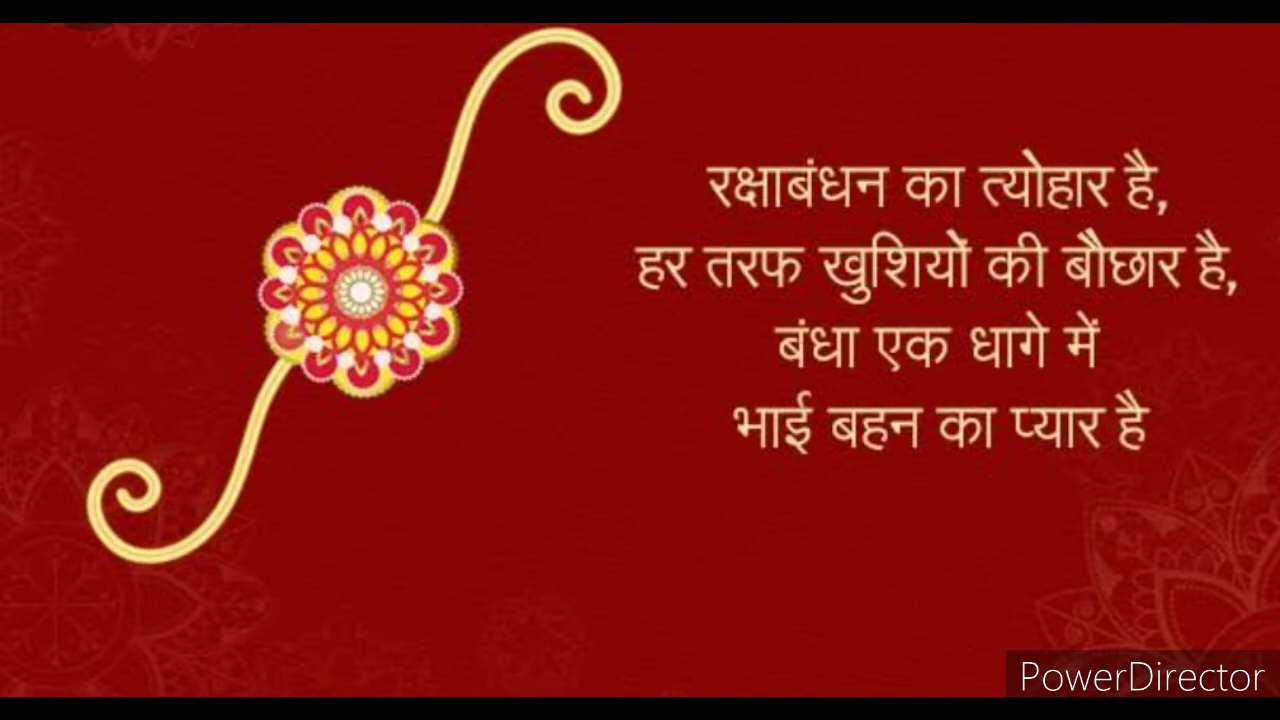 रक्षाबंधन का त्योहार है,
हर तरफ खुशियों की बौछार है,
बंधा एक धागे में
भाई बहन का प्यार है
PowerDirector